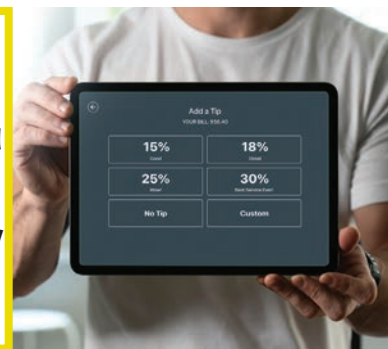 Add a Tip
YOUR BILL: $56.40
15%
Good!
18%
Great!
25%
Wow!
30%
Best Service Ever!
No Tip
Custom